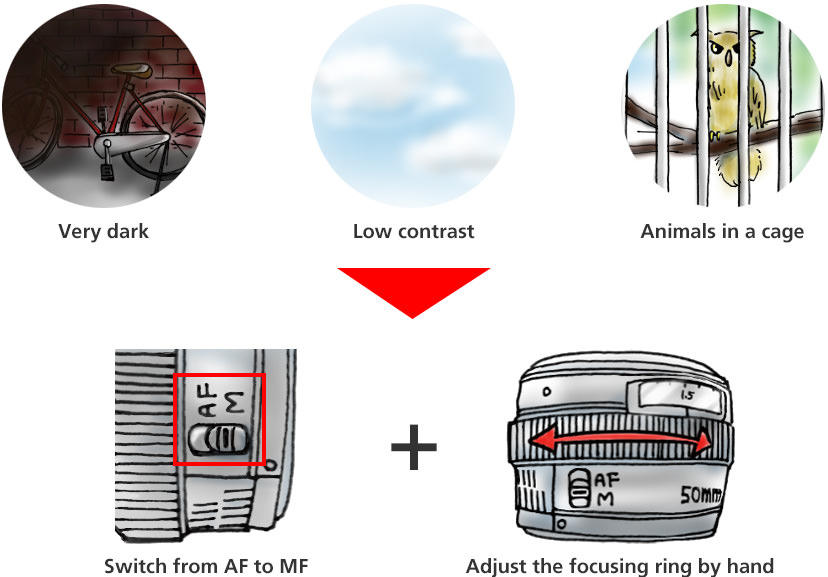 Very dark
Low contrast
Animals in a cage
AF
M
1.5
AF
M
50mm
Switch from AF to MF
Adjust the focusing ring by hand